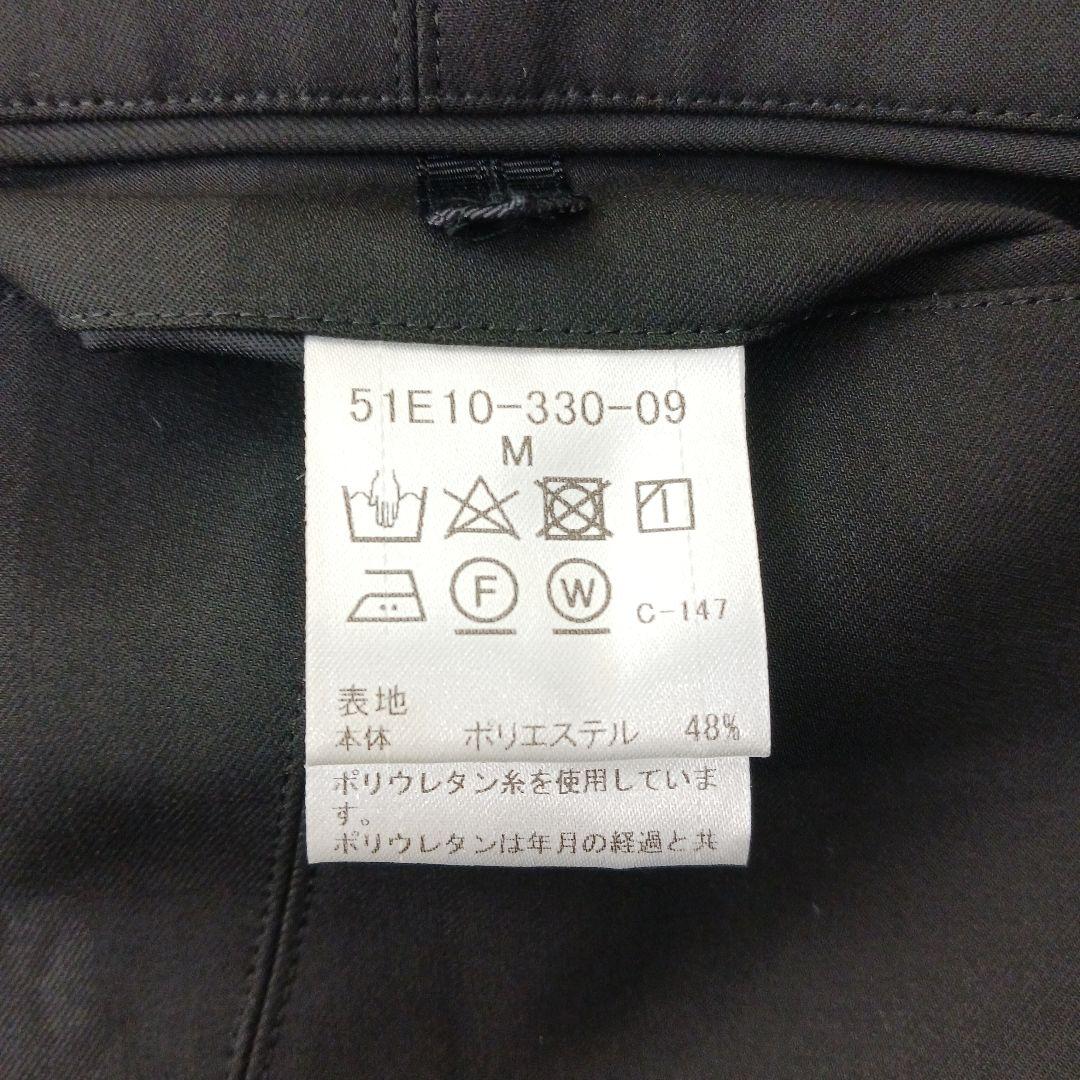 51E10-330-09
M
F W C-147
表地
本体 ポリエステル 48%
ポリウレタン糸を使用していま
す。
ポリウレタンは年月の経過と共